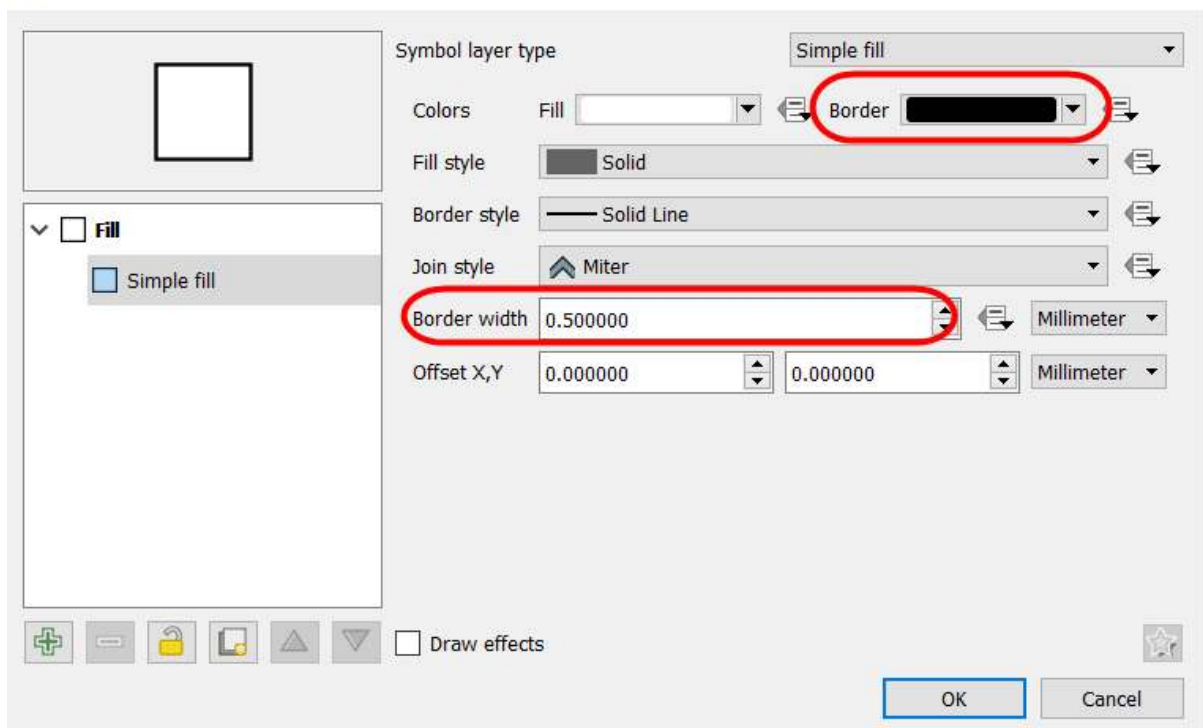 Symbol layer type Simple fill
Colors Fill Border
Fill style Solid
Border style Solid Line
Join style Miter
Border width 0.500000 Millimeter
Offset X,Y 0.000000 0.000000 Millimeter
Fill
Simple fill
Draw effects
OK Cancel